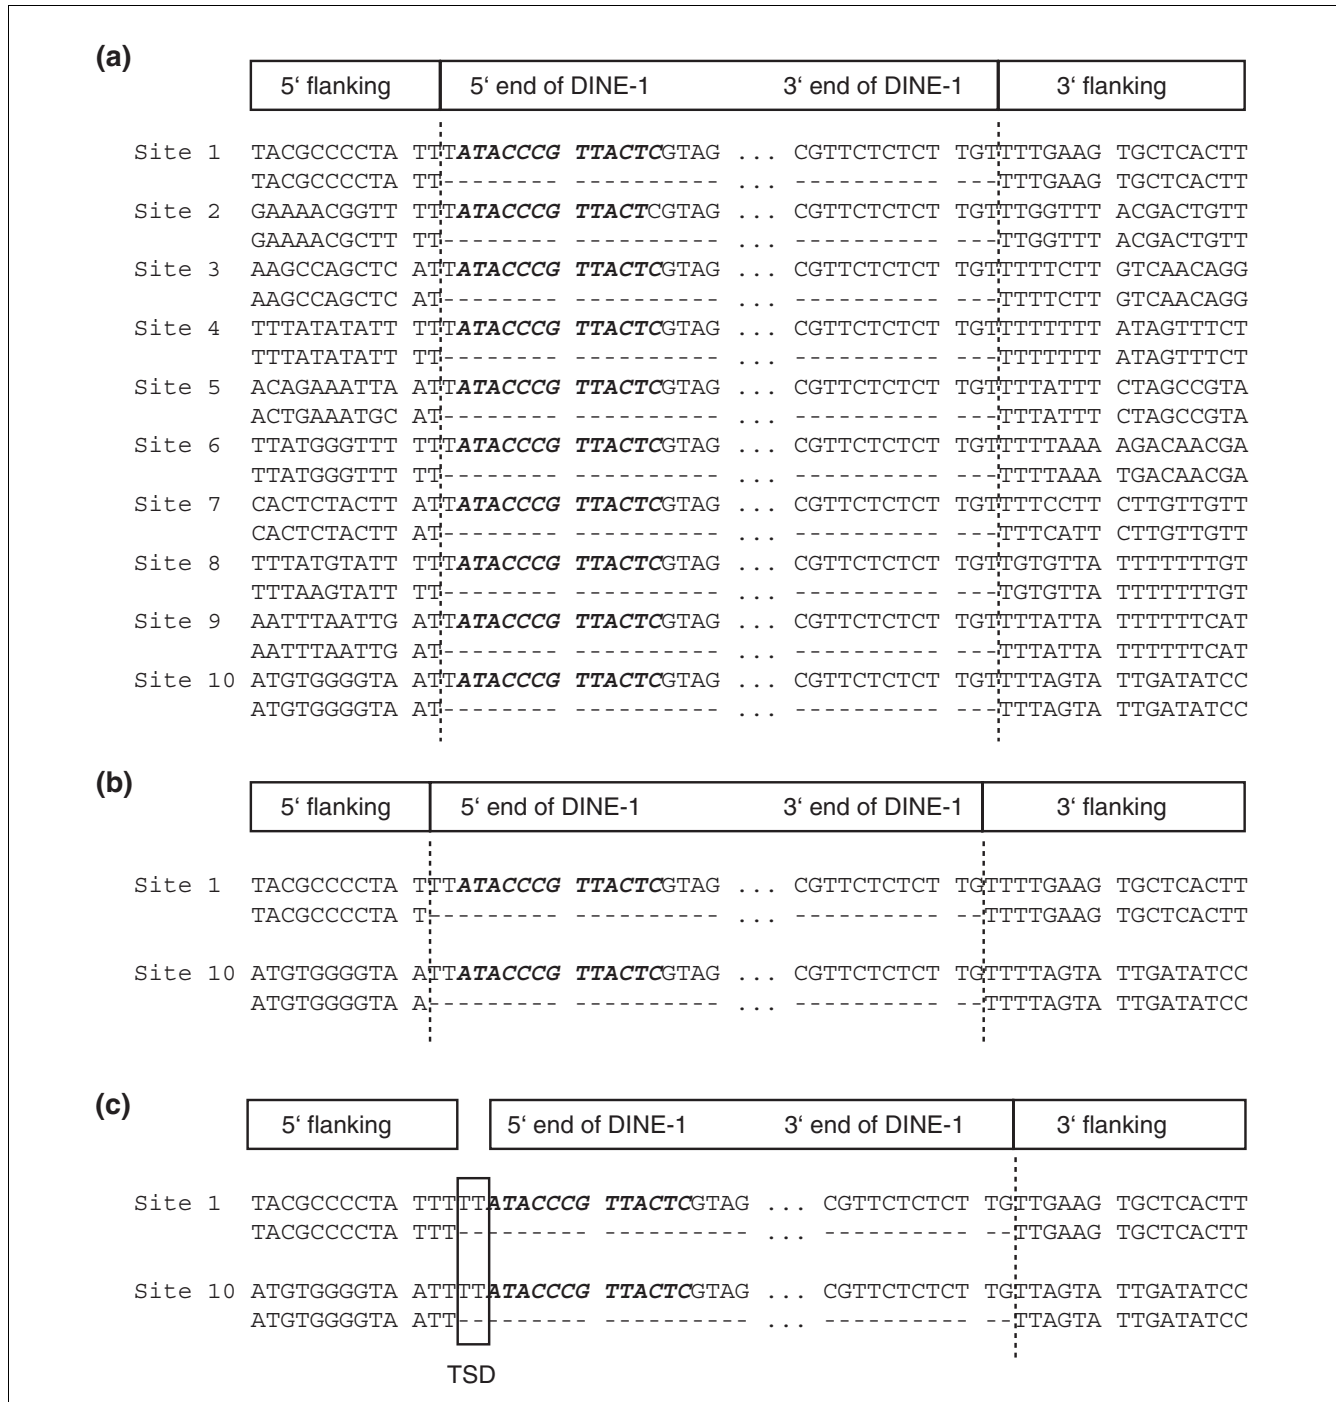 (a)
5‘ flanking 5‘ end of DINE-1 3‘ end of DINE-1 3‘ flanking
Site 1 TACGCCCCTA TTTATACCCG TTACTCGTAG ... CGTTCTCTCT TGTTTTGAAG TGCTCACTT
TACGCCCCTA TT-------- ---------- ... ---------- ---TTTGAAG TGCTCACTT
Site 2 GAAAACGGTT TTTATACCCG TTACTCGTAG ... CGTTCTCTCT TGTTTGGTTT ACGACTGTT
GAAAACGCTT TT-------- ---------- ... ---------- ---TTGGTTT ACGACTGTT
Site 3 AAGCCAGCTC ATTATACCCG TTACTCGTAG ... CGTTCTCTCT TGTTTTTCTT GTCAACAGG
AAGCCAGCTC AT-------- ---------- ... ---------- ---TTTTCTT GTCAACAGG
Site 4 TTTATATATT TTTATACCCG TTACTCGTAG ... CGTTCTCTCT TGTTTTTTTT ATAGTTTCT
TTTATATATT TT-------- ---------- ... ---------- ---TTTTTTT ATAGTTTCT
Site 5 ACAGAAATTA ATTATACCCG TTACTCGTAG ... CGTTCTCTCT TGTTTTATTT CTAGCCGTA
ACTGAAATGC AT-------- ---------- ... ---------- ---TTTATTT CTAGCCGTA
Site 6 TTATGGGTTT TTTATACCCG TTACTCGTAG ... CGTTCTCTCT TGTTTTTAAA AGACAACGA
TTATGGGTTT TT-------- ---------- ... ---------- ---TTTTAAA TGACAACGA
Site 7 CACTCTACTT ATTATACCCG TTACTCGTAG ... CGTTCTCTCT TGTTTTCCTT CTTGTTGTT
CACTCTACTT AT-------- ---------- ... ---------- ---TTTCATT CTTGTTGTT
Site 8 TTTATGTATT TTTATACCCG TTACTCGTAG ... CGTTCTCTCT TGTTGTGTTA TTTTTTTGT
TTTAAGTATT TT-------- ---------- ... ---------- ---TGTGTTA TTTTTTTGT
Site 9 AATTTAATTG ATTATACCCG TTACTCGTAG ... CGTTCTCTCT TGTTTTATTA TTTTTTCAT
AATTTAATTG AT-------- ---------- ... ---------- ---TTTATTA TTTTTTCAT
Site 10 ATGTGGGGTA ATTATACCCG TTACTCGTAG ... CGTTCTCTCT TGTTTTAGTA TTGATATCC
ATGTGGGGTA AT-------- ---------- ... ---------- ---TTTAGTA TTGATATCC
(b)
5‘ flanking 5‘ end of DINE-1 3‘ end of DINE-1 3‘ flanking
Site 1 TACGCCCCTA TTTATACCCG TTACTCGTAG ... CGTTCTCTCT TGTTTTGAAG TGCTCACTT
TACGCCCCTA T--------- ---------- ... ---------- --TTTTGAAG TGCTCACTT
Site 10 ATGTGGGGTA ATTATACCCG TTACTCGTAG ... CGTTCTCTCT TGTTTTAGTA TTGATATCC
ATGTGGGGTA A--------- ---------- ... ---------- --TTTTAGTA TTGATATCC
(c)
5‘ flanking 5‘ end of DINE-1 3‘ end of DINE-1 3‘ flanking
Site 1 TACGCCCCTA TTTTTATACCCG TTACTCGTAG ... CGTTCTCTCT TGTTGAAG TGCTCACTT
TACGCCCCTA TTT--------- ---------- ... ---------- --TTGAAG TGCTCACTT
Site 10 ATGTGGGGTA ATTTTATACCCG TTACTCGTAG ... CGTTCTCTCT TGTTAGTA TTGATATCC
ATGTGGGGTA ATT--------- ---------- ... ---------- --TTAGTA TTGATATCC
TSD